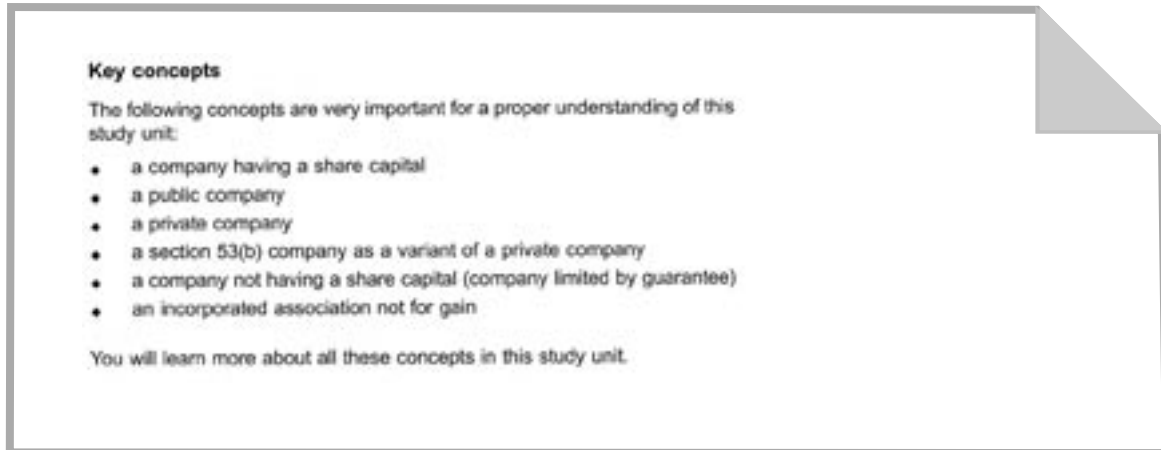 Key concepts
The following concepts are very important for a proper understanding of this
study unit:
• a company having a share capital
• a public company
• a private company
• a section 53(b) company as a variant of a private company
• a company not having a share capital (company limited by guarantee)
• an incorporated association not for gain
You will learn more about all these concepts in this study unit.